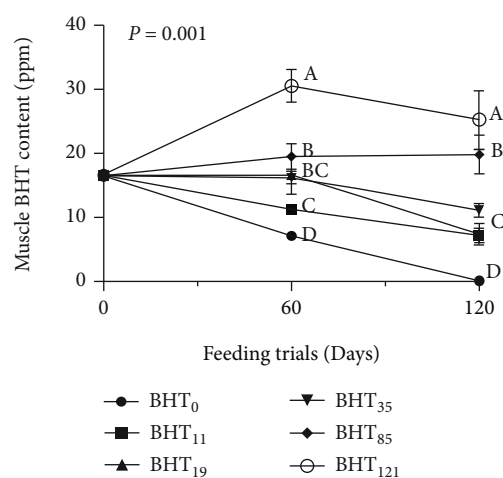 P = 0.001
Muscle BHT content (ppm)
40
30
20
10
0
A
B
BC
C
D
A
B
C
D
0
60
120
Feeding trials (Days)
BHT₀
BHT₃₅
BHT₁₁
BHT₈₅
BHT₁₉
BHT₁₂₁